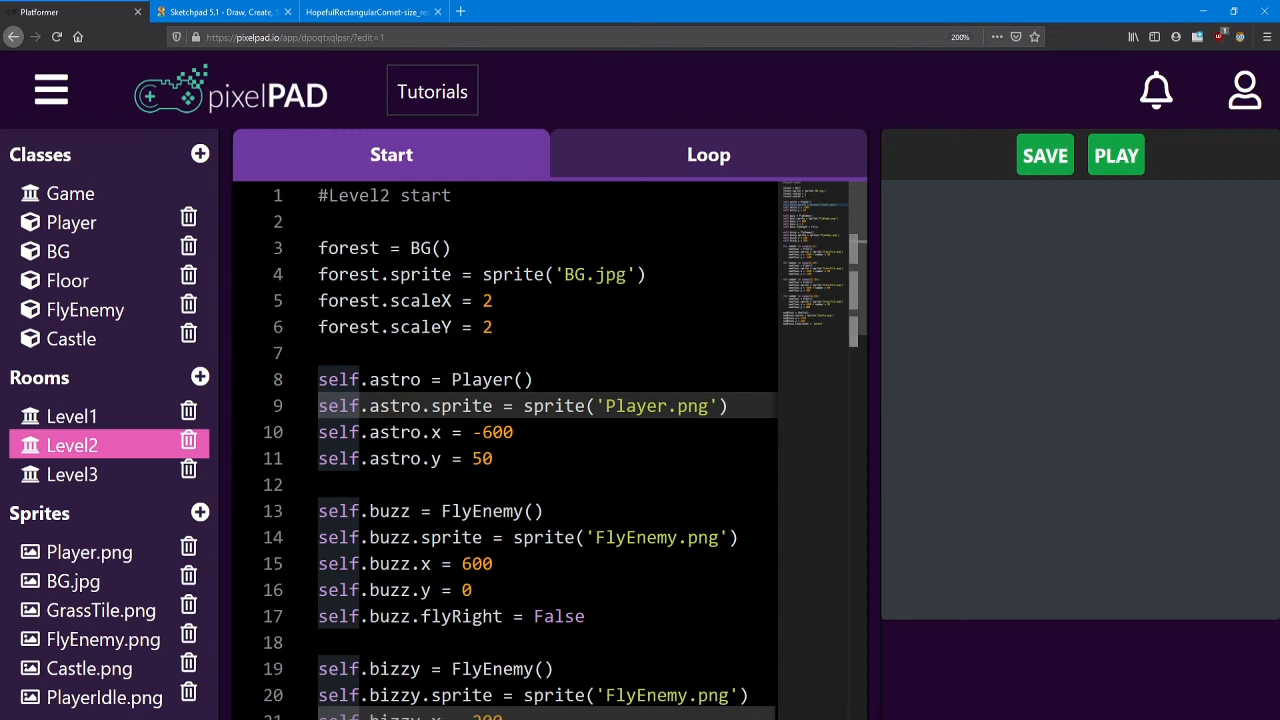 Platformer
Sketchpad 5.1 - Draw, Create, S
HopefulRectangularComet-size_re
https://pixelpad.io/app/dpoqtxqlpsr/?edit=1
200%
1
pixelPAD
Tutorials
Classes
Game
Player
BG
Floor
FlyEnemy
Castle
Rooms
Level1
Level2
Level3
Sprites
Player.png
BG.jpg
GrassTile.png
FlyEnemy.png
Castle.png
PlayerIdle.png
Start
Loop
1 #Level2 start
2
3 forest = BG()
4 forest.sprite = sprite('BG.jpg')
5 forest.scaleX = 2
6 forest.scaleY = 2
7
8 self.astro = Player()
9 self.astro.sprite = sprite('Player.png')
10 self.astro.x = -600
11 self.astro.y = 50
12
13 self.buzz = FlyEnemy()
14 self.buzz.sprite = sprite('FlyEnemy.png')
15 self.buzz.x = 600
16 self.buzz.y = 0
17 self.buzz.flyRight = False
18
19 self.bizzy = FlyEnemy()
20 self.bizzy.sprite = sprite('FlyEnemy.png')
SAVE
PLAY